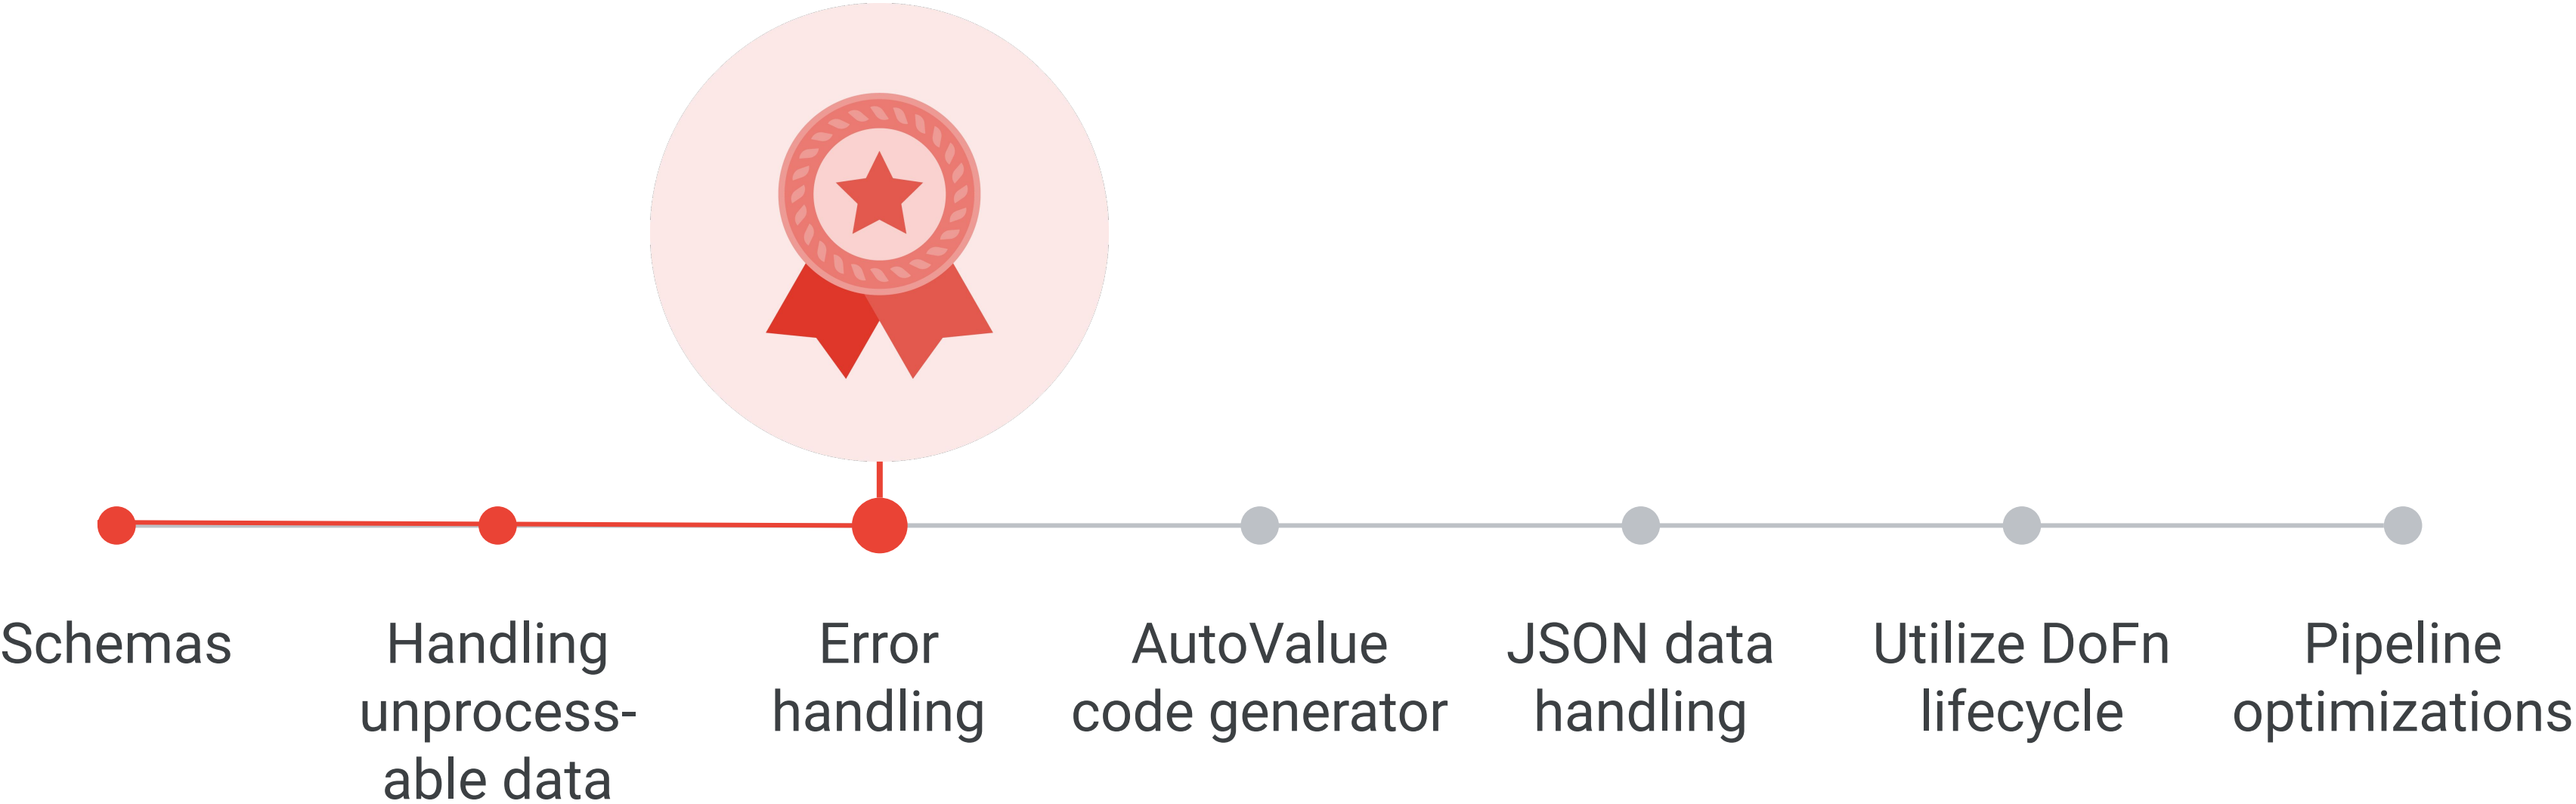 Schemas
Handling
unprocess-
able data
Error
handling
AutoValue
code generator
JSON data
handling
Utilize DoFn
lifecycle
Pipeline
optimizations